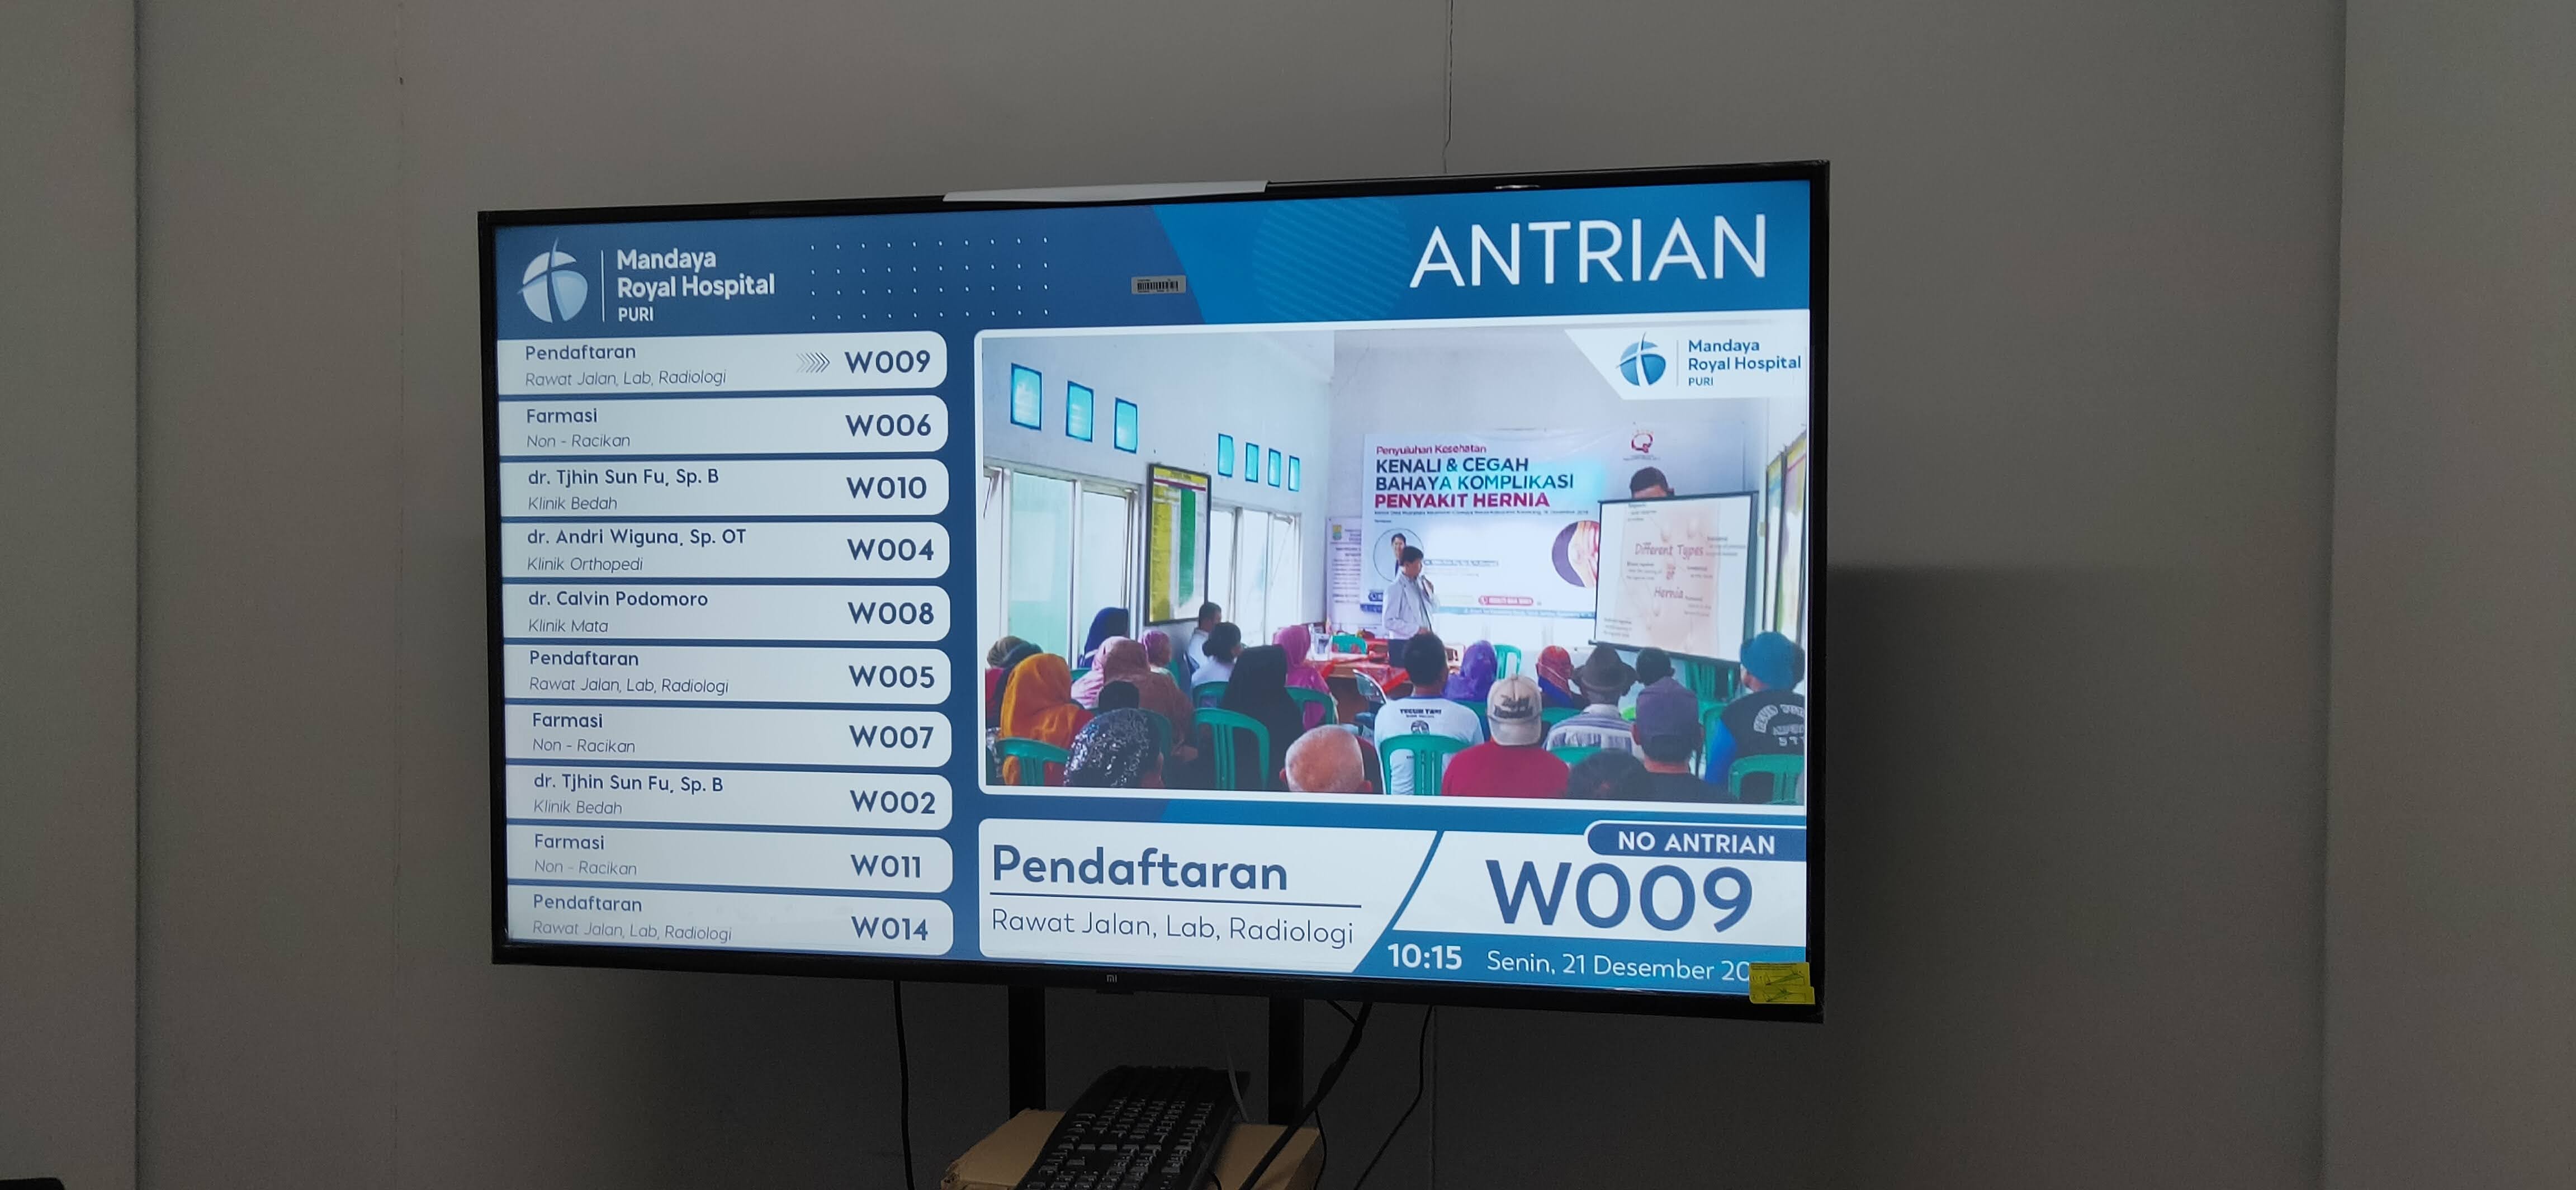 Mandaya
Royal Hospital
PURI
ANTRIAN
Pendaftaran
Rawat Jalan, Lab, Radiologi
W009
Farmasi
Non - Racikan
W006
dr. Tjhin Sun Fu, Sp. B
Klinik Bedah
W010
dr. Andri Wiguna, Sp. OT
Klinik Orthopedi
W004
dr. Calvin Podomoro
Klinik Mata
W008
Pendaftaran
Rawat Jalan, Lab, Radiologi
W005
Farmasi
Non - Racikan
W007
dr. Tjhin Sun Fu, Sp. B
Klinik Bedah
W002
Farmasi
Non - Racikan
W011
Pendaftaran
Rawat Jalan, Lab, Radiologi
W014
Mandaya
Royal Hospital
PURI
Penyuluhan Kesehatan
KENALI & CEGAH
BAHAYA KOMPLIKASI
PENYAKIT HERNIA
Different Types
of
Hernia
Pendaftaran
Rawat Jalan, Lab, Radiologi
NO ANTRIAN
W009
10:15
Senin, 21 Desember 20
mi